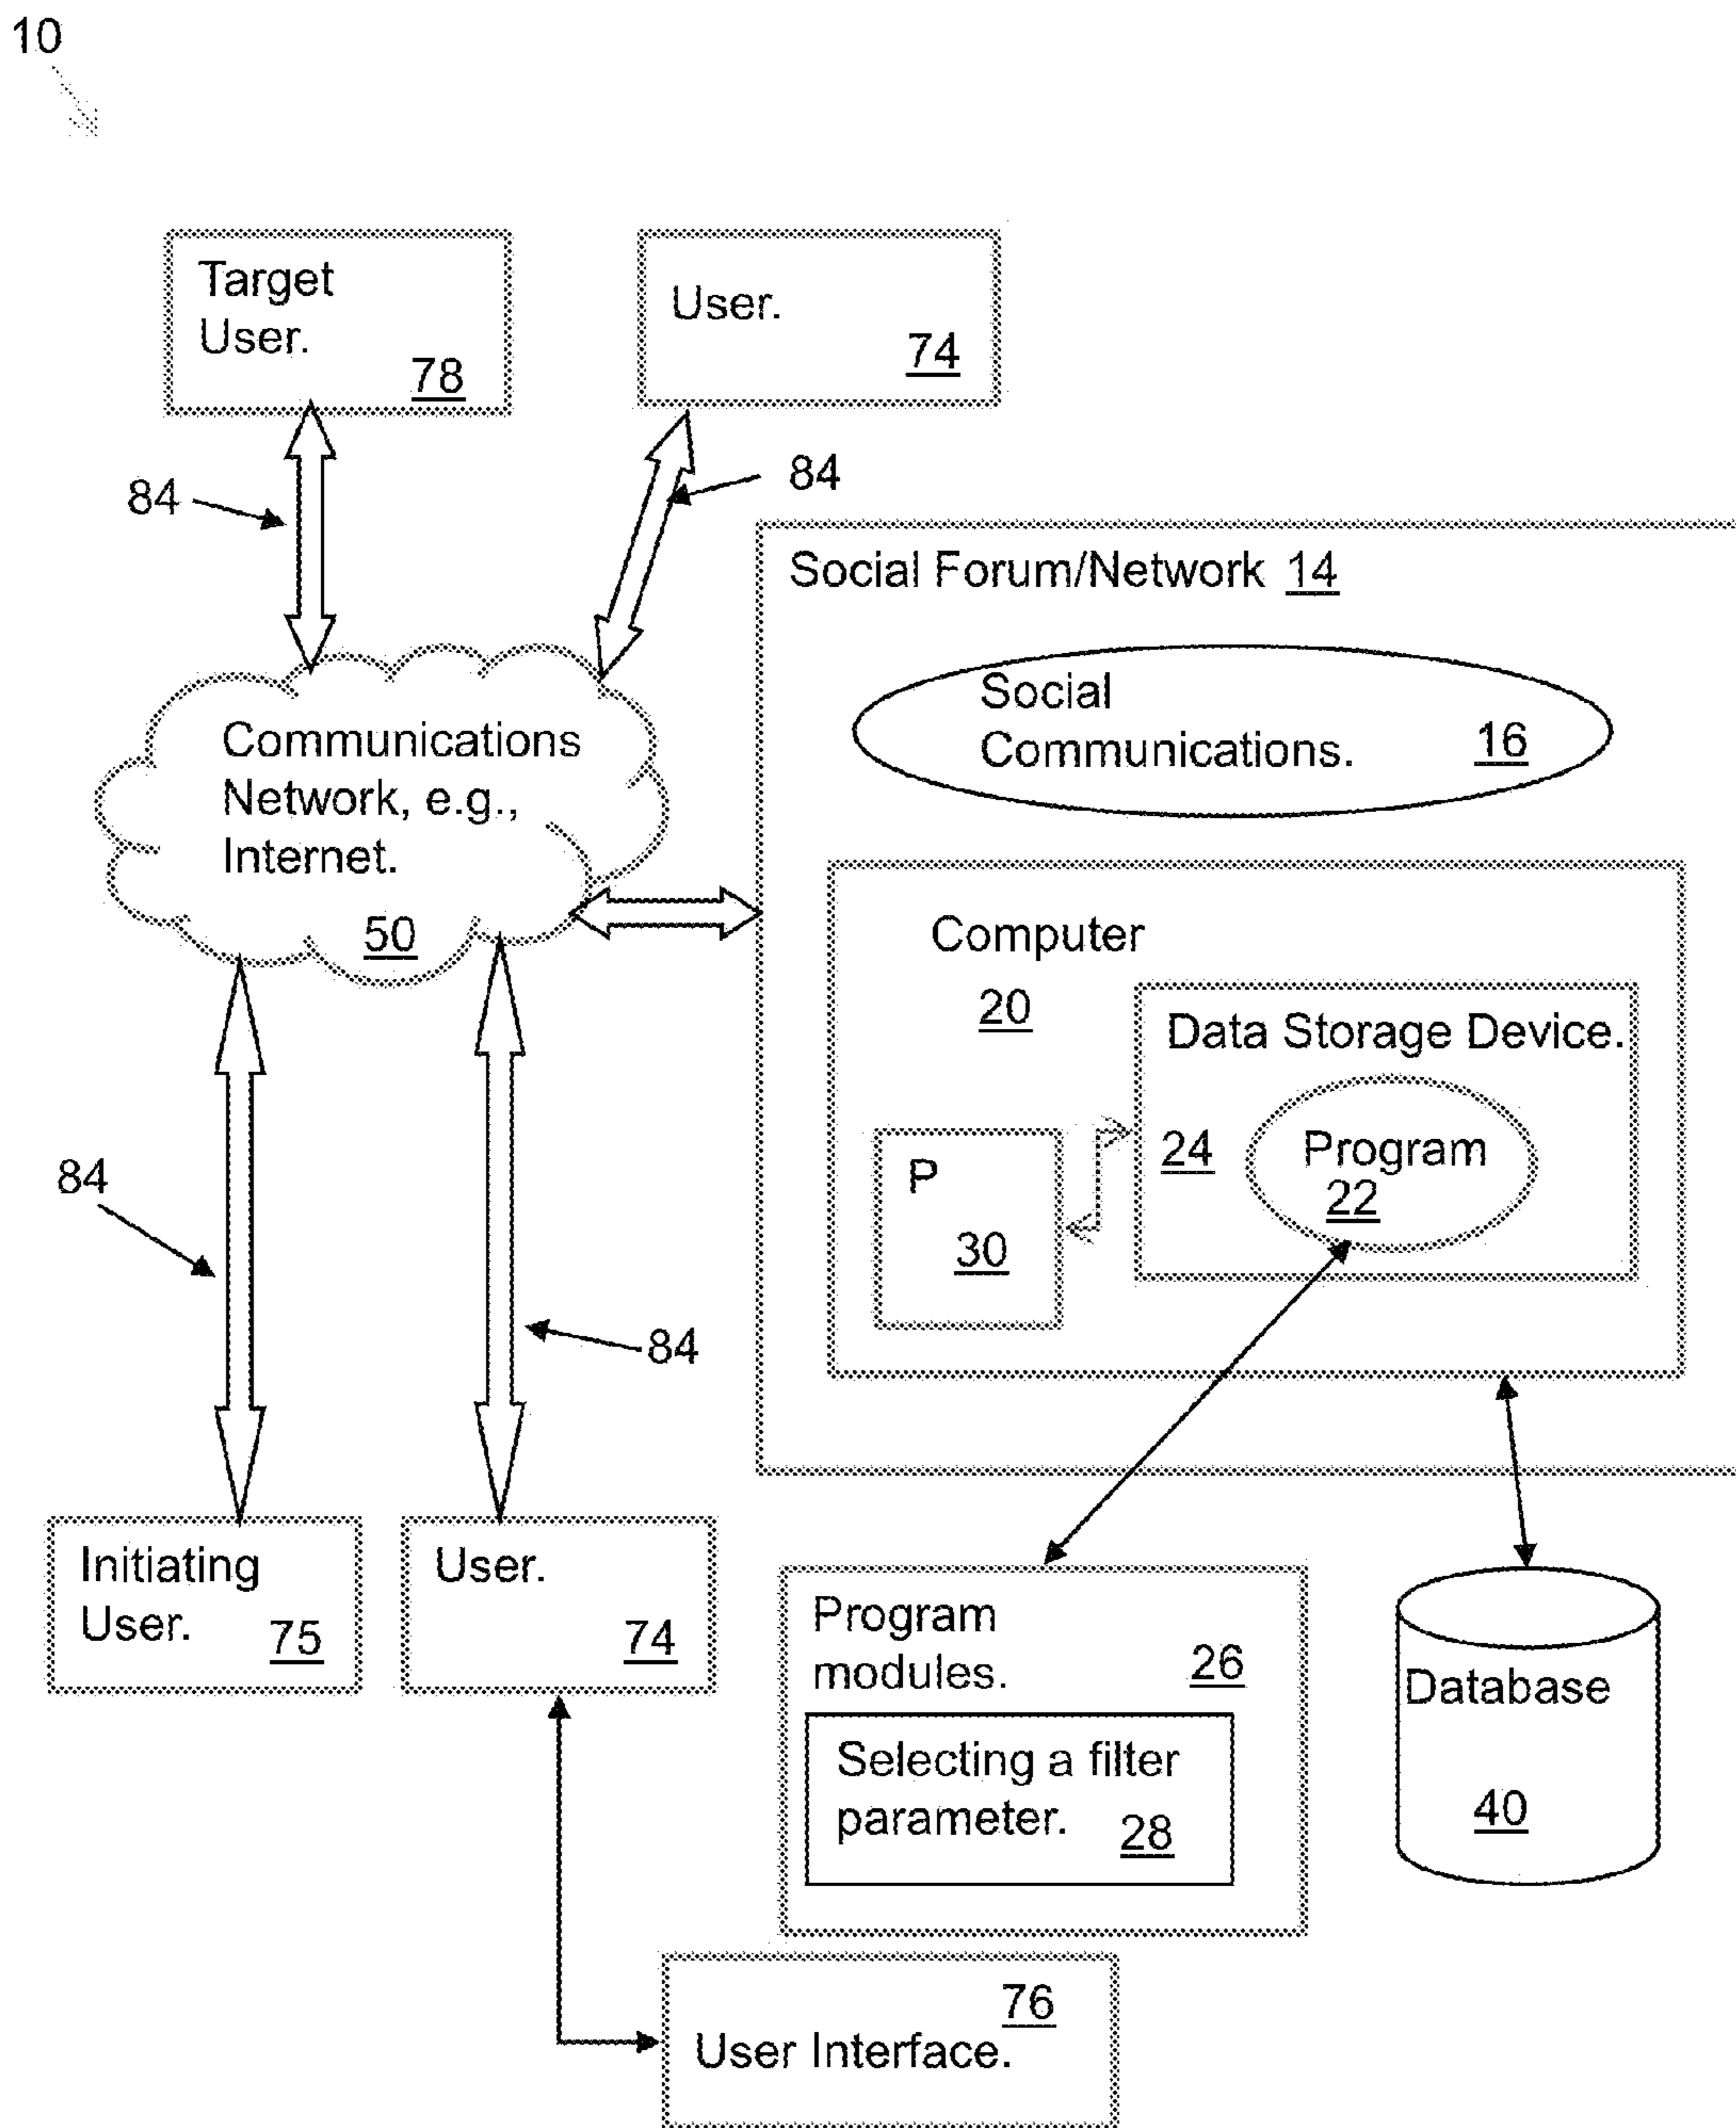 10
Target
User.
78
User.
74
84
84
Social Forum/Network 14
Social
Communications.
16
Communications
Network, e.g.,
Internet.
50
Computer
20
Data Storage Device.
24
Program
22
P
30
84
84
Initiating
User.
75
User.
74
Program
modules.
26
Selecting a filter
parameter.
28
Database
40
76
User Interface.